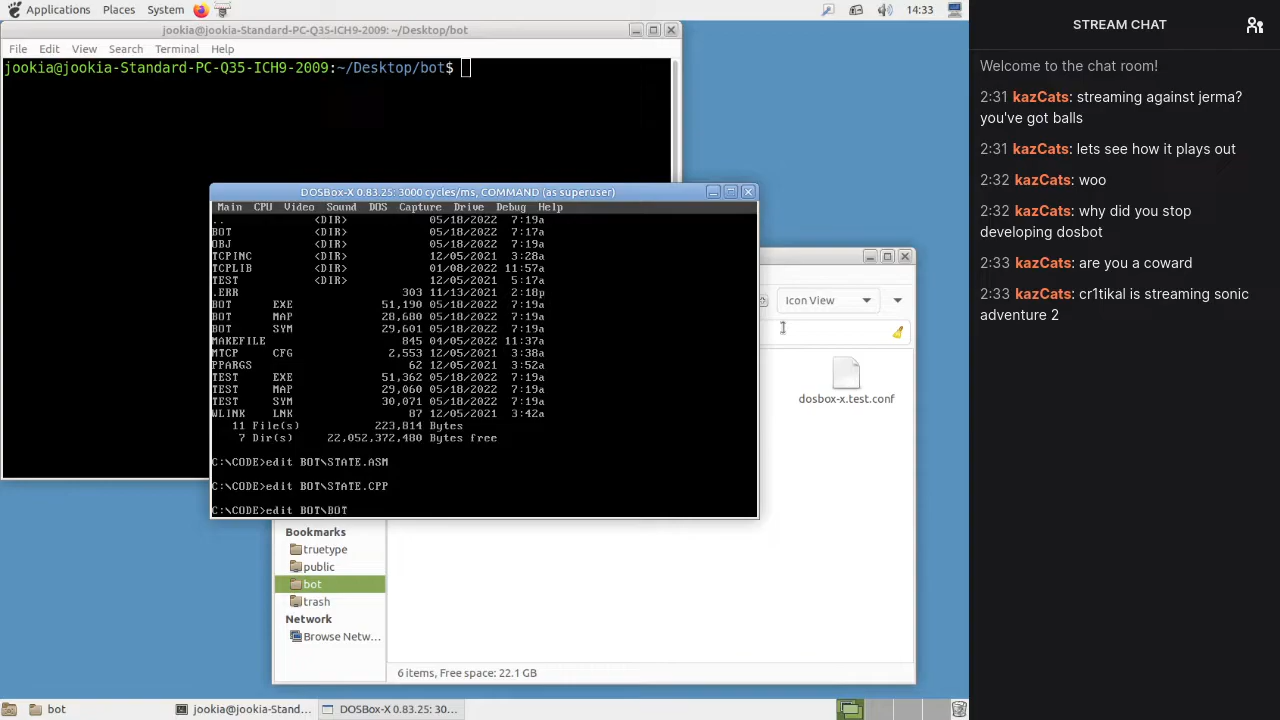 Applications Places System 14:33
jookia@jookia-Standard-PC-Q35-ICH9-2009: ~/Desktop/bot
File Edit View Search Terminal Help
jookia@jookia-Standard-PC-Q35-ICH9-2009:~/Desktop/bot$
DOSBox-X 0.83.25: 3000 cycles/ms, COMMAND (as superuser)
Main CPU Video Sound DOS Capture Drive Debug Help
.. <DIR> 05/18/2022 7:19a
BOT <DIR> 05/18/2022 7:17a
OBJ <DIR> 05/18/2022 7:19a
TCPINC <DIR> 12/05/2021 3:28a
TCPLIB <DIR> 01/08/2022 11:57a
TEST <DIR> 12/05/2021 5:17a
.ERR 303 11/13/2021 2:18p
BOT EXE 51,190 05/18/2022 7:19a
BOT MAP 28,680 05/18/2022 7:19a
BOT SYM 29,601 05/18/2022 7:19a
MAKEFILE 845 04/05/2022 11:37a
MTCP CFG 2,553 12/05/2021 3:38a
PPARGS 62 12/05/2021 3:52a
TEST EXE 51,362 05/18/2022 7:19a
TEST MAP 29,060 05/18/2022 7:19a
TEST SYM 30,071 05/18/2022 7:19a
WLINK LNK 87 12/05/2021 3:42a
11 File(s) 223,814 Bytes
7 Dir(s) 22,052,372,480 Bytes free
C:\CODE>edit BOT\STATE.ASM
C:\CODE>edit BOT\STATE.CPP
C:\CODE>edit BOT\BOT
Icon View
dosbox-x.test.conf
Bookmarks
truetype
public
bot
trash
Network
Browse Netw...
6 items, Free space: 22.1 GB
bot
jookia@jookia-Stand...
DOSBox-X 0.83.25: 30...
STREAM CHAT
Welcome to the chat room!
2:31 kazCats: streaming against jerma?
you've got balls
2:31 kazCats: lets see how it plays out
2:32 kazCats: woo
2:32 kazCats: why did you stop
developing dosbot
2:33 kazCats: are you a coward
2:33 kazCats: cr1tikal is streaming sonic
adventure 2